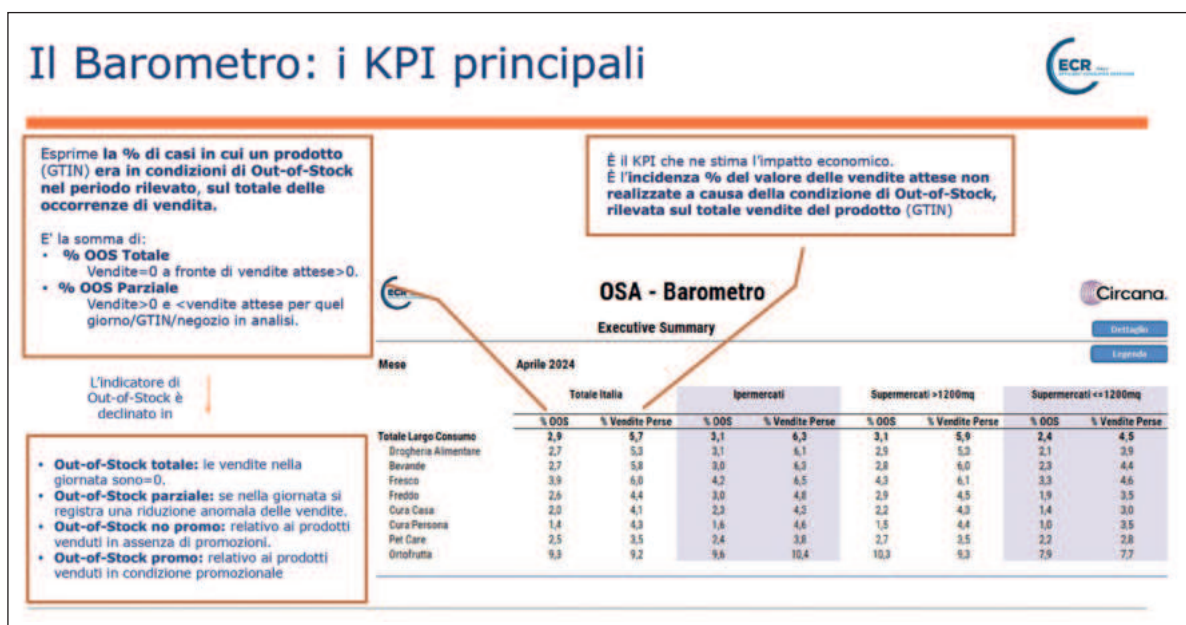 Il Barometro: i KPI principali
ECR
Esprime la % di casi in cui un prodotto
(GTIN) era in condizioni di Out-of-Stock
nel periodo rilevato, sul totale delle
occorrenze di vendita.
E' la somma di:
• % OOS Totale
Vendite=0 a fronte di vendite attese>0.
• % OOS Parziale
Vendite>0 e <vendite attese per quel
giorno/GTIN/negozio in analisi.
È il KPI che ne stima l'impatto economico.
È l'incidenza % del valore delle vendite attese non
realizzate a causa della condizione di Out-of-Stock,
rilevata sul totale vendite del prodotto (GTIN)
L'indicatore di
Out-of-Stock è
declinato in
• Out-of-Stock totale: le vendite nella
giornata sono=0.
• Out-of-Stock parziale: se nella giornata si
registra una riduzione anomala delle vendite.
• Out-of-Stock no promo: relativo ai prodotti
venduti in assenza di promozioni.
• Out-of-Stock promo: relativo ai prodotti
venduti in condizione promozionale
ECR
OSA - Barometro
Circana.
Executive Summary
Dettaglio
Legenda
Mese Aprile 2024
Totale Italia Ipermercati Supermercati >1200mq Supermercati <=1200mq
% OOS % Vendite Perse % OOS % Vendite Perse % OOS % Vendite Perse % OOS % Vendite Perse
Totale Largo Consumo 2,9 5,7 3,1 6,3 3,1 5,9 2,4 4,5
Drogheria Alimentare 2,7 5,3 3,1 6,1 2,9 5,3 2,1 3,9
Bevande 2,7 5,8 3,0 6,3 2,8 6,0 2,3 4,4
Fresco 3,9 6,0 4,2 6,5 4,3 6,1 3,3 4,6
Freddo 2,6 4,4 3,0 4,8 2,9 4,5 1,9 3,5
Cura Casa 2,0 4,1 2,3 4,3 2,2 4,3 1,4 3,0
Cura Persona 1,4 4,3 1,6 4,6 1,5 4,4 1,0 3,5
Pet Care 2,5 3,5 2,4 3,8 2,7 3,5 2,2 2,8
Ortofrutta 9,3 9,2 9,6 10,4 10,3 9,3 7,9 7,7